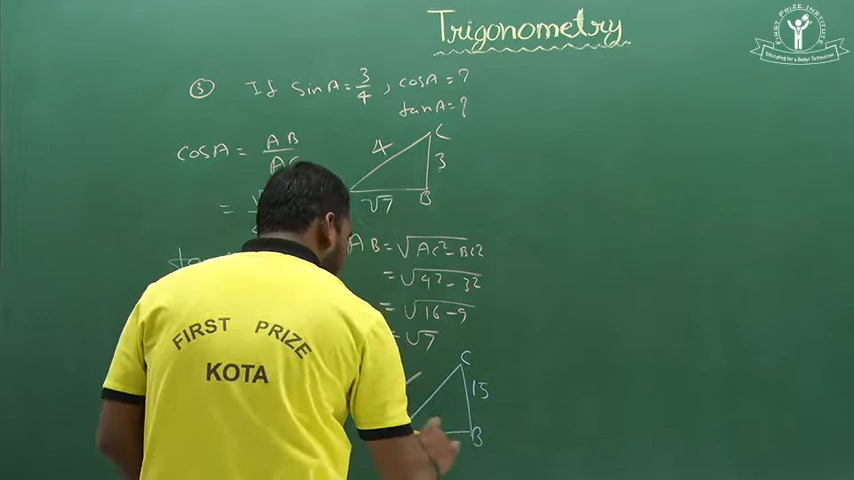 Trigonometry
FIRST PRIZE INSTITUTE
Educating for a Better Tomorrow
③ If sinA = 3/4 , cosA = ?
tanA = ?
cosA = AB/AC
4
C
3
√7
B
=
AB = √AC² - BC²
= √4² - 3²
= √16 - 9
= √7
C
15
B
FIRST PRIZE
KOTA